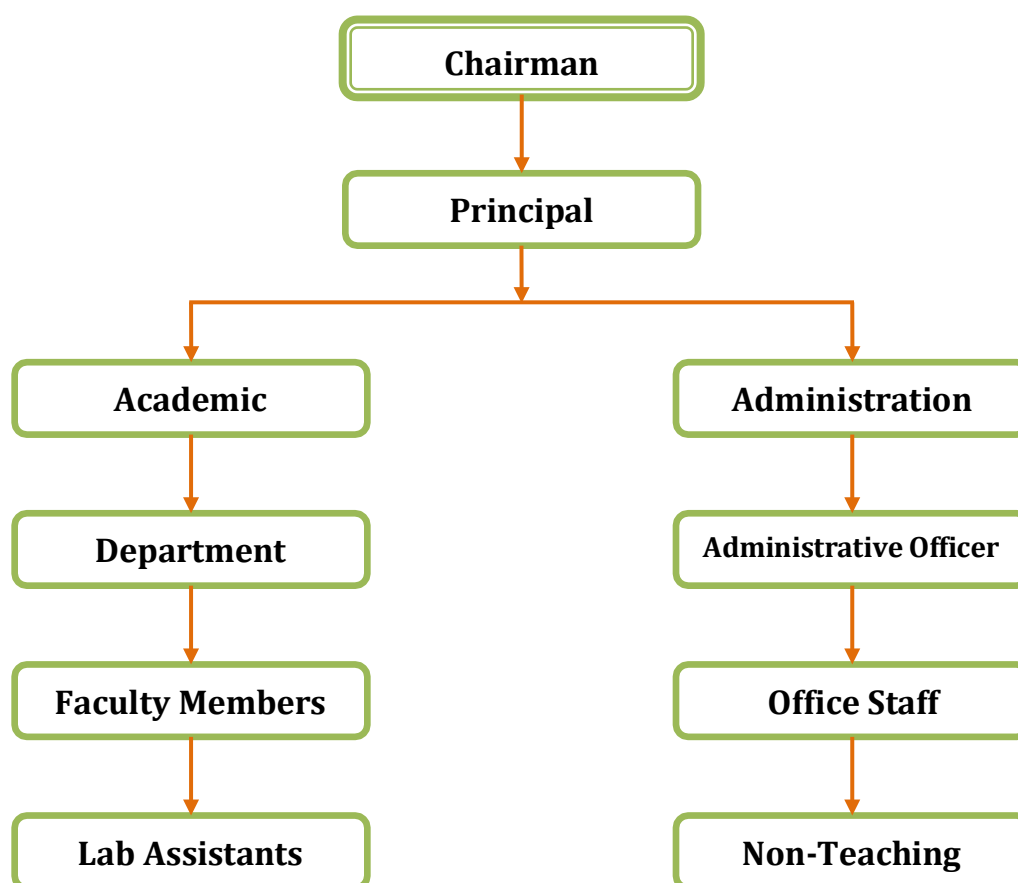 Chairman
Principal
Academic
Administration
Department
Administrative Officer
Faculty Members
Office Staff
Lab Assistants
Non-Teaching